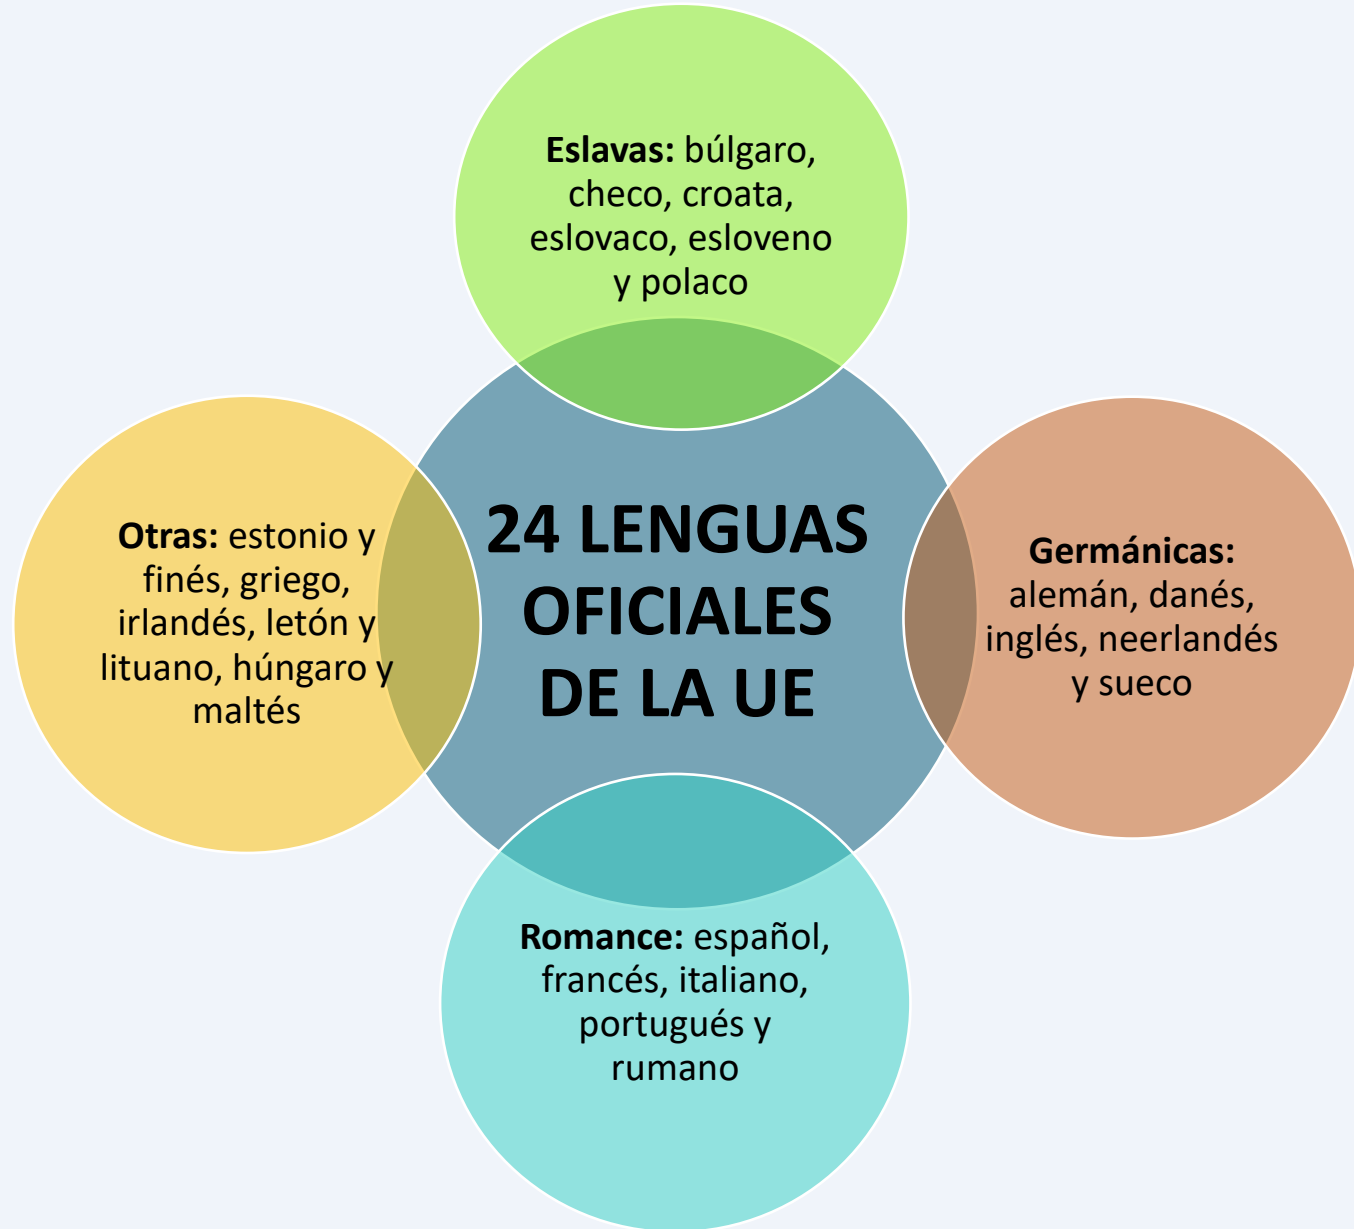 Eslavas: búlgaro,
checo, croata,
eslovaco, esloveno
y polaco
24 LENGUAS
OFICIALES
DE LA UE
Otras: estonio y
finés, griego,
irlandés, letón y
lituano, húngaro y
maltés
Germánicas:
alemán, danés,
inglés, neerlandés
y sueco
Romance: español,
francés, italiano,
portugués y
rumano